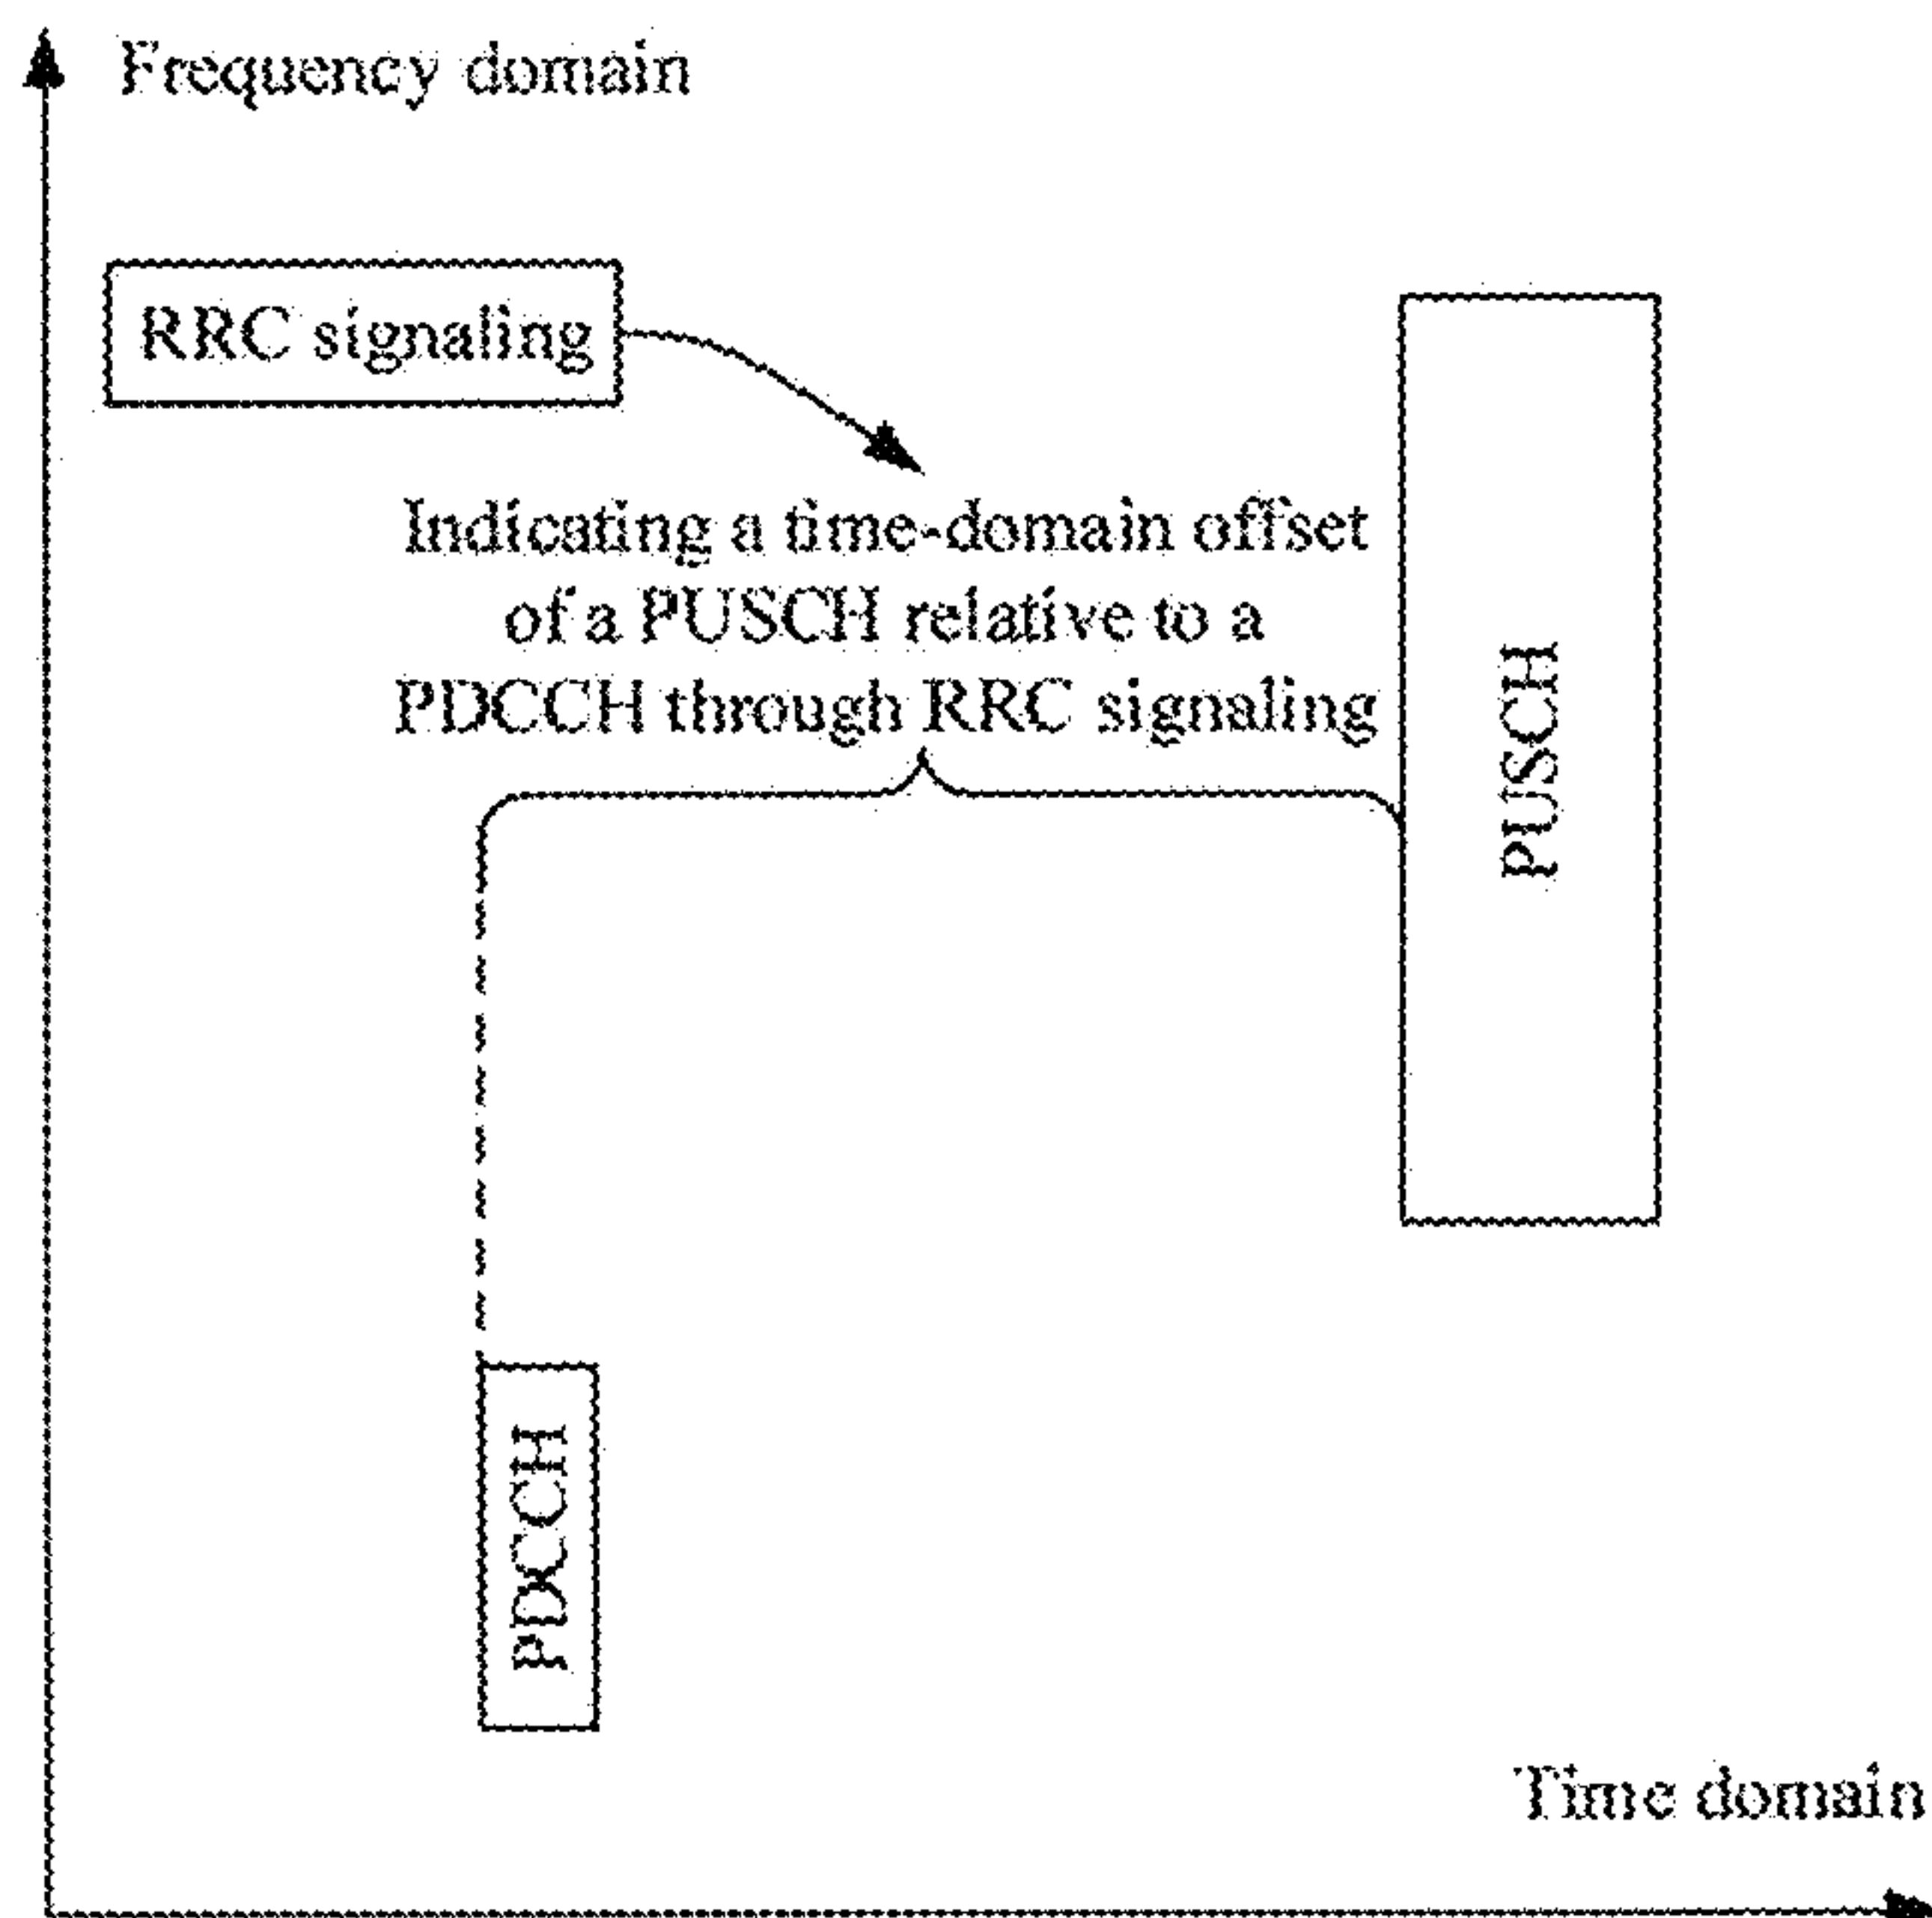 Frequency domain
RRC signaling
Indicating a time-domain offset
of a PUSCH relative to a
PDCCH through RRC signaling
PUSCH
PDCCH
Time domain